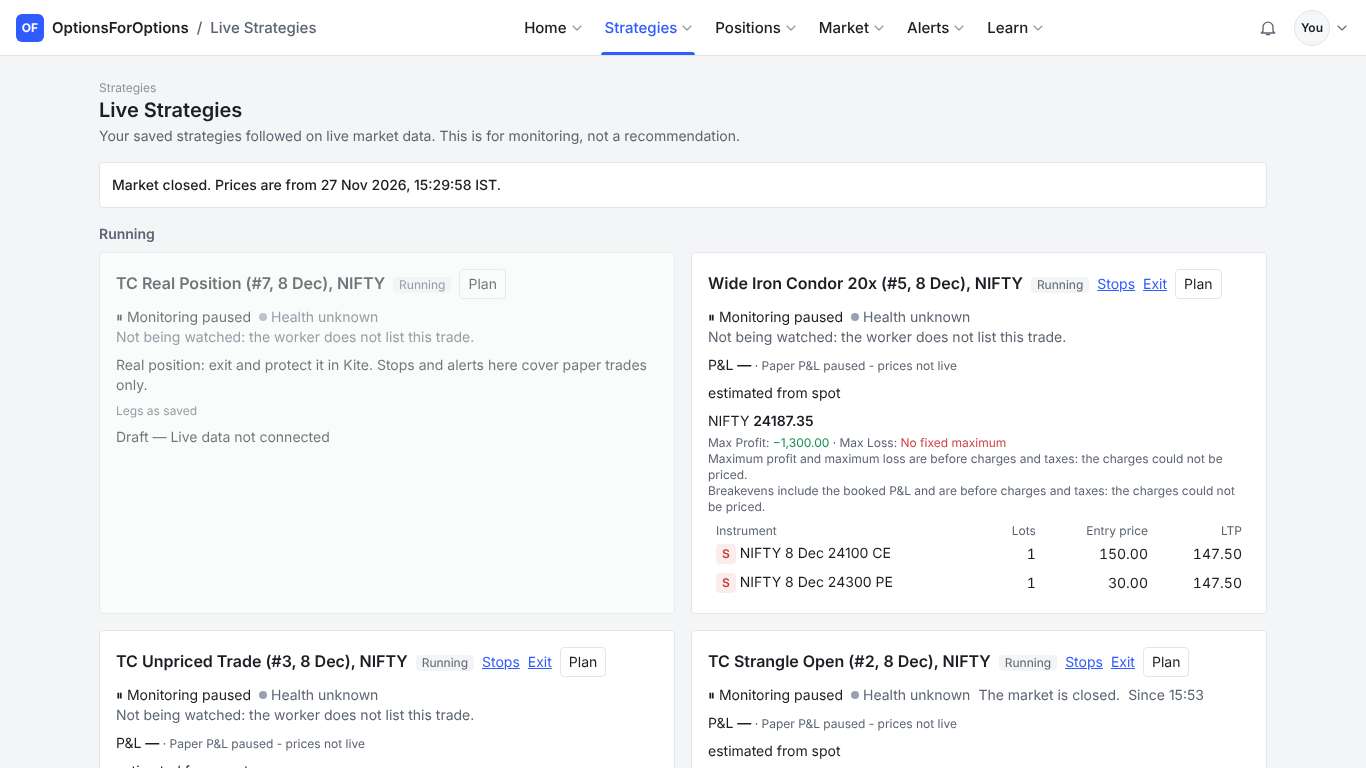 OF OptionsForOptions / Live Strategies Home Strategies Positions Market Alerts Learn You
Strategies
Live Strategies
Your saved strategies followed on live market data. This is for monitoring, not a recommendation.
Market closed. Prices are from 27 Nov 2026, 15:29:58 IST.
Running
TC Real Position (#7, 8 Dec), NIFTY Running Plan
Monitoring paused Health unknown
Not being watched: the worker does not list this trade.
Real position: exit and protect it in Kite. Stops and alerts here cover paper trades
only.
Legs as saved
Draft — Live data not connected
Wide Iron Condor 20x (#5, 8 Dec), NIFTY Running Stops Exit Plan
Monitoring paused Health unknown
Not being watched: the worker does not list this trade.
P&L — · Paper P&L paused - prices not live
estimated from spot
NIFTY 24187.35
Max Profit: −1,300.00 · Max Loss: No fixed maximum
Maximum profit and maximum loss are before charges and taxes: the charges could not be
priced.
Breakevens include the booked P&L and are before charges and taxes: the charges could not
be priced.
Instrument Lots Entry price LTP
S NIFTY 8 Dec 24100 CE 1 150.00 147.50
S NIFTY 8 Dec 24300 PE 1 30.00 147.50
TC Unpriced Trade (#3, 8 Dec), NIFTY Running Stops Exit Plan
Monitoring paused Health unknown
Not being watched: the worker does not list this trade.
P&L — · Paper P&L paused - prices not live
TC Strangle Open (#2, 8 Dec), NIFTY Running Stops Exit Plan
Monitoring paused Health unknown The market is closed. Since 15:53
P&L — · Paper P&L paused - prices not live
estimated from spot